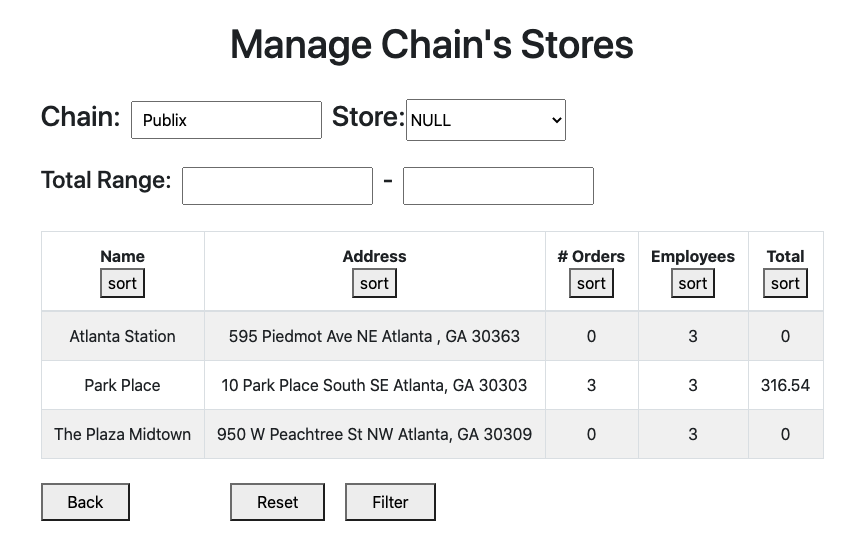 Manage Chain's Stores
Chain: Publix Store: NULL
Total Range: -
Name Address # Orders Employees Total
sort sort sort sort sort
Atlanta Station 595 Piedmot Ave NE Atlanta , GA 30363 0 3 0
Park Place 10 Park Place South SE Atlanta, GA 30303 3 3 316.54
The Plaza Midtown 950 W Peachtree St NW Atlanta, GA 30309 0 3 0
Back Reset Filter